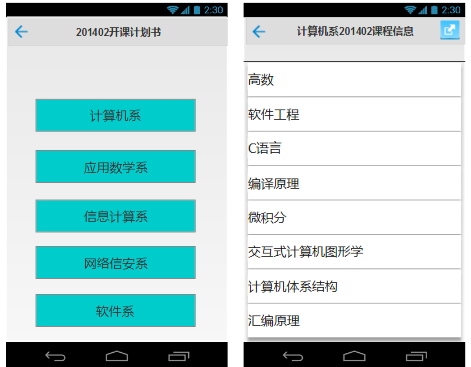 2:30
201402开课计划书
计算机系
应用数学系
信息计算系
网络信安系
软件系
2:30
计算机系201402课程信息
高数
软件工程
C语言
编译原理
微积分
交互式计算机图形学
计算机体系结构
汇编原理